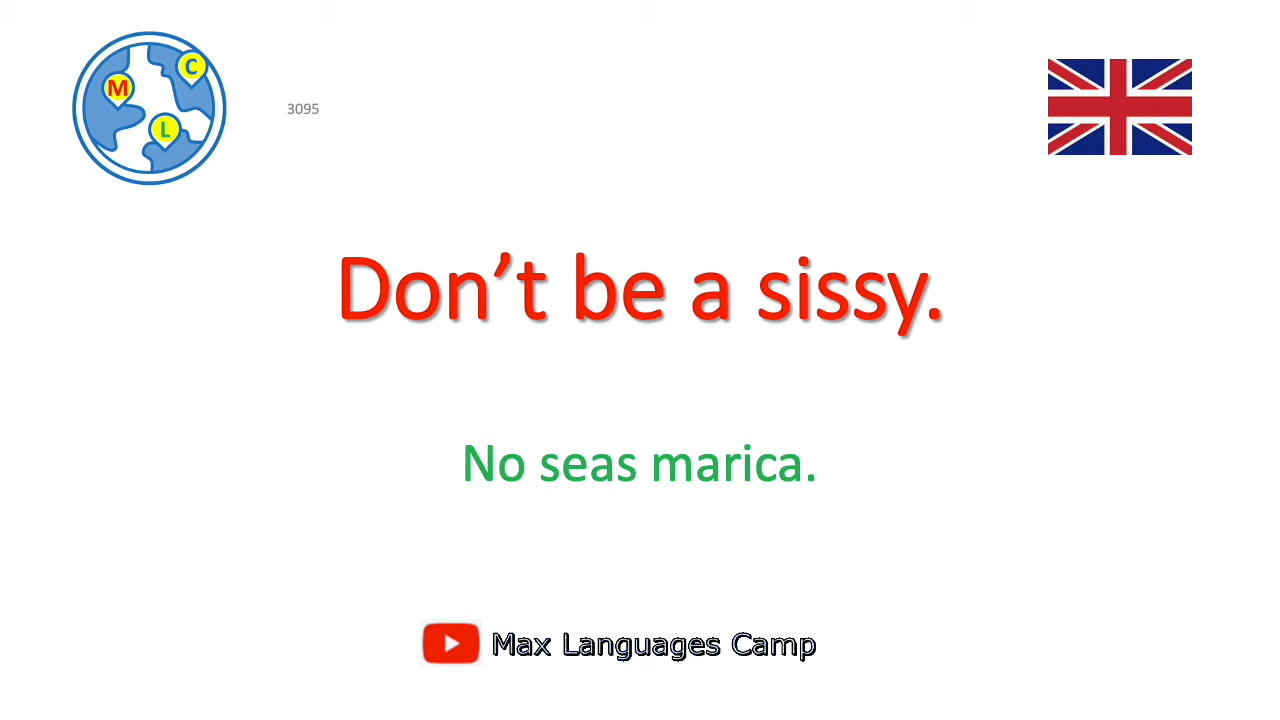 M
C
L
3095
Don’t be a sissy.
No seas marica.
Max Languages Camp